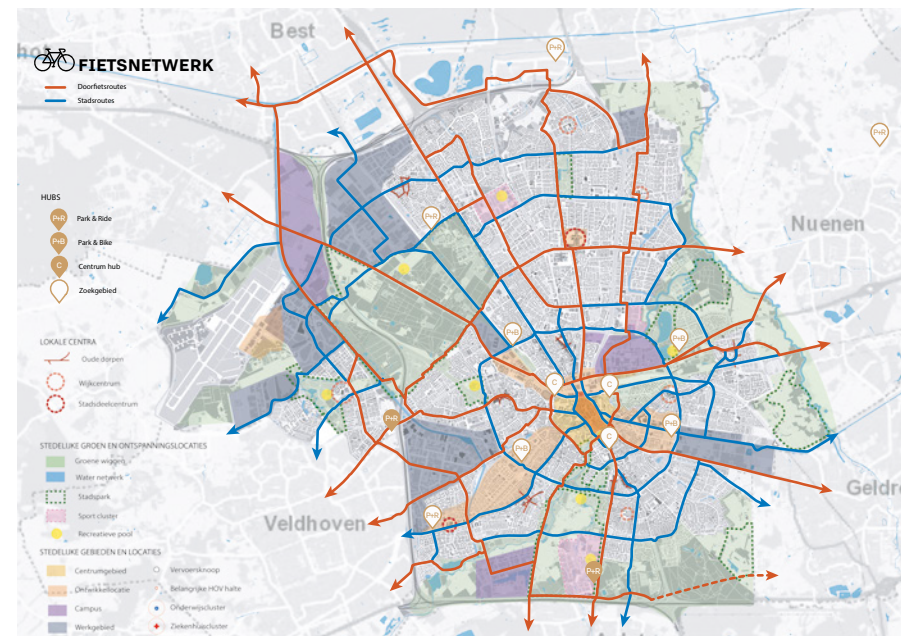 Best
FIETSNETWERK
Doorfietsroutes
Stadsroutes
HUBS
P+R Park & Ride
P+B Park & Bike
C Centrum hub
Zoekgebied
LOKALE CENTRA
Oude dorpen
Wijkcentrum
Stadsdeelcentrum
STEDELIJKE GROEN EN ONTSPANNINGSLOCATIES
Groene wiggen
Water netwerk
Stadspark
Sport cluster
Recreatieve pool
STEDELIJKE GEBIEDEN EN LOCATIES
Centrumgebied
Ontwikkellocatie
Campus
Werkgebied
Vervoersknoop
Belangrijke HOV halte
Onderwijscluster
Ziekenhuiscluster
P+R
P+R
Nuenen
P+R
P+B
P+B
C
C
P+R
P+B
C
P+B
Geldr
P+R
Veldhoven
P+R